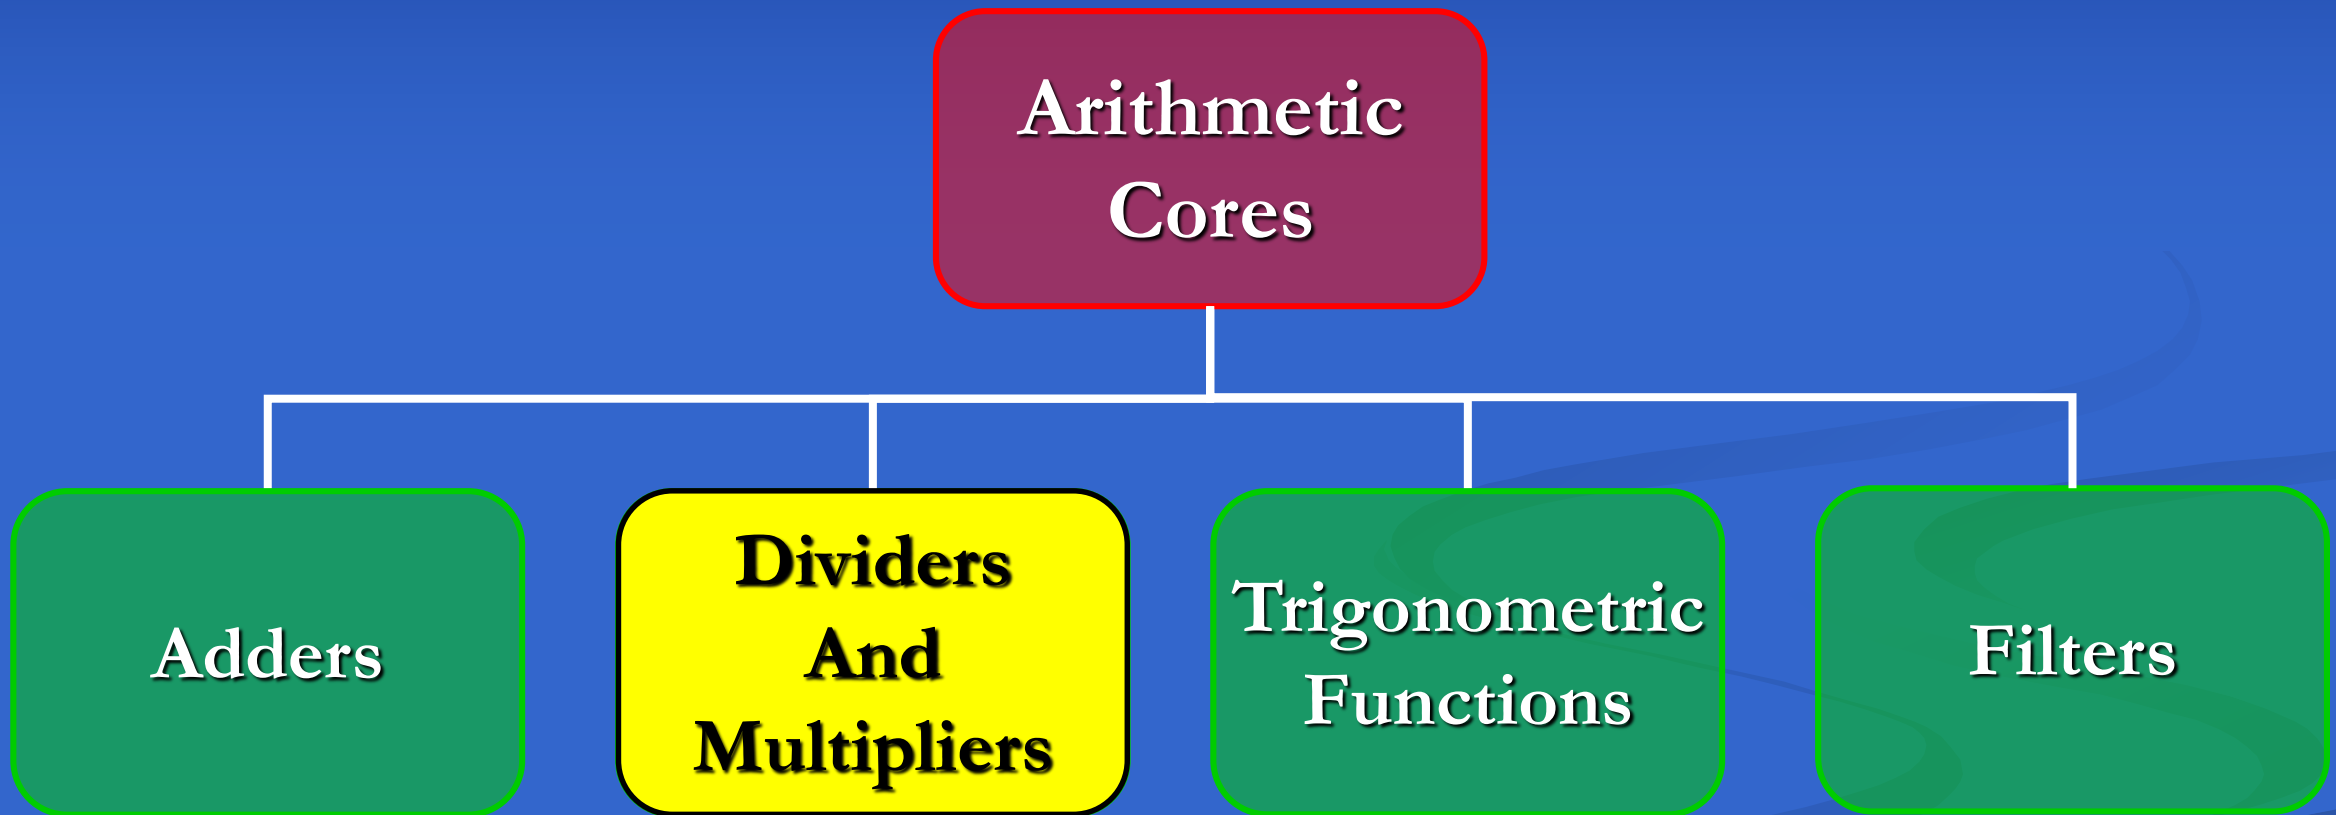 Arithmetic
Cores
Adders
Dividers
And
Multipliers
Trigonometric
Functions
Filters